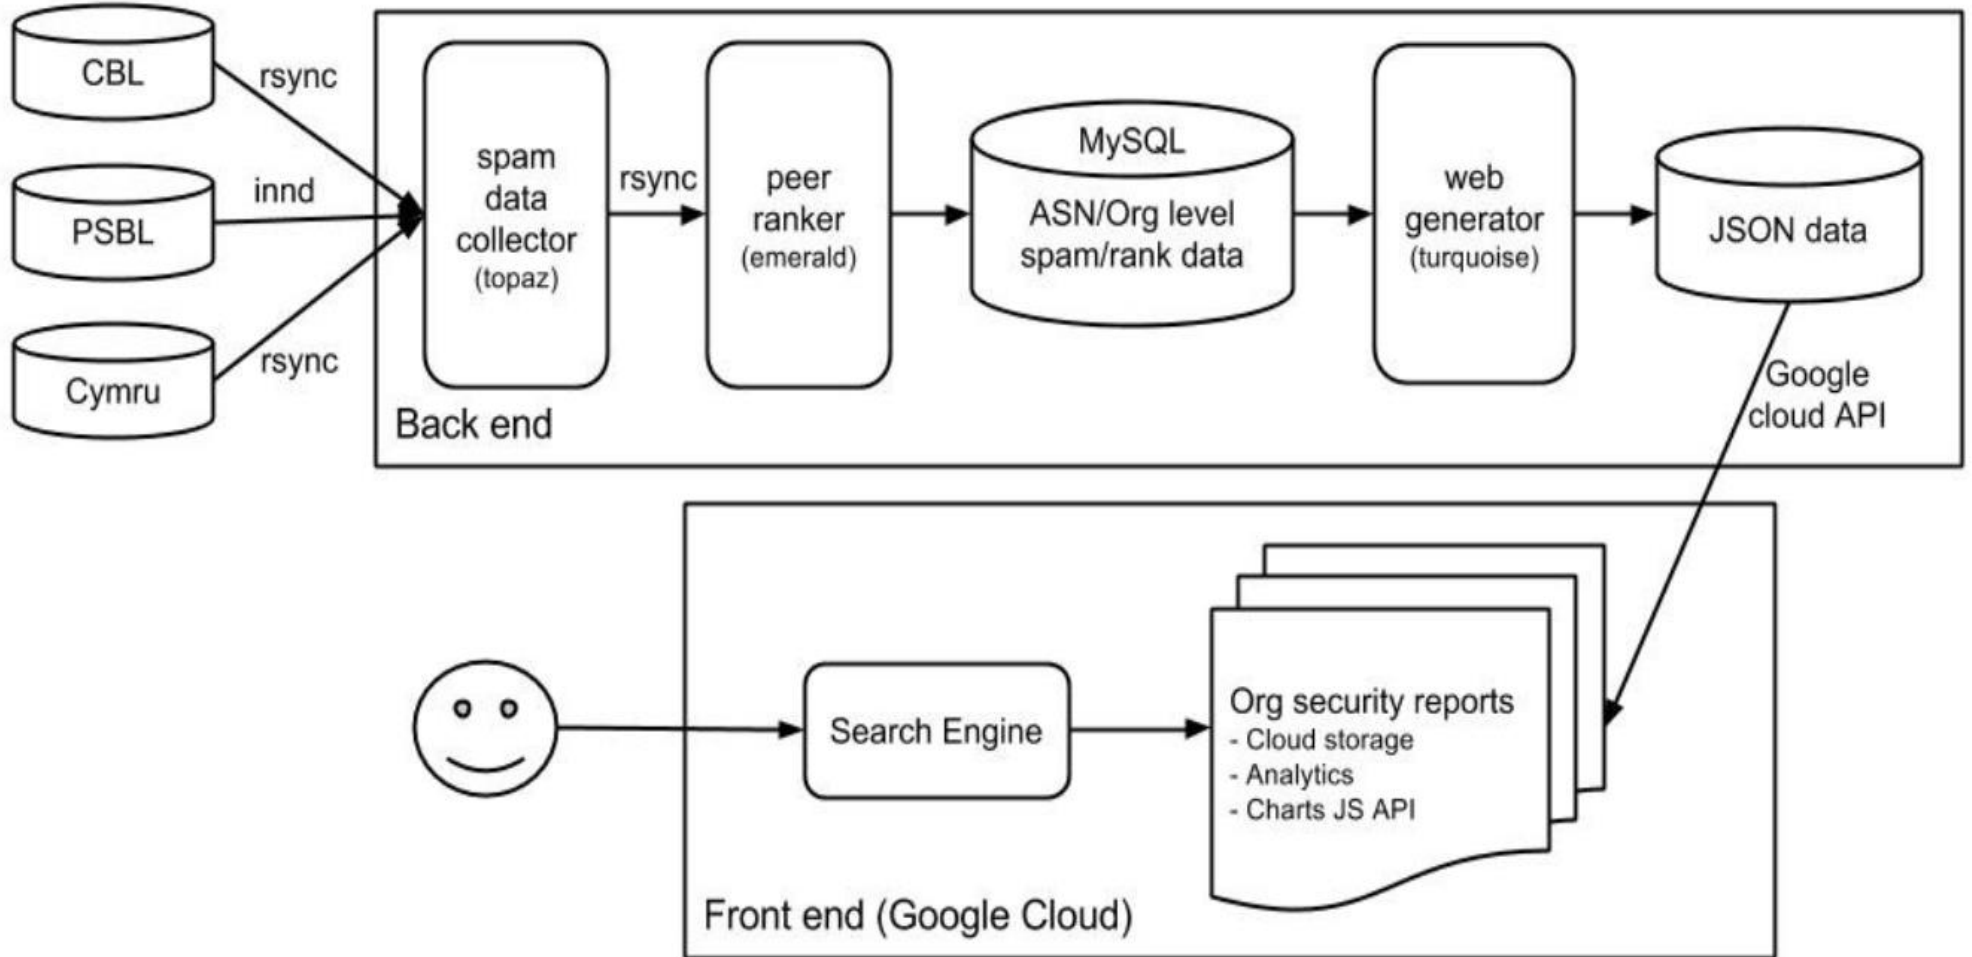 CBL
rsync
PSBL
innd
Cymru
rsync
spam
data
collector
(topaz)
rsync
peer
ranker
(emerald)
MySQL
ASN/Org level
spam/rank data
web
generator
(turquoise)
JSON data
Back end
Google
cloud API
Search Engine
Org security reports
- Cloud storage
- Analytics
- Charts JS API
Front end (Google Cloud)